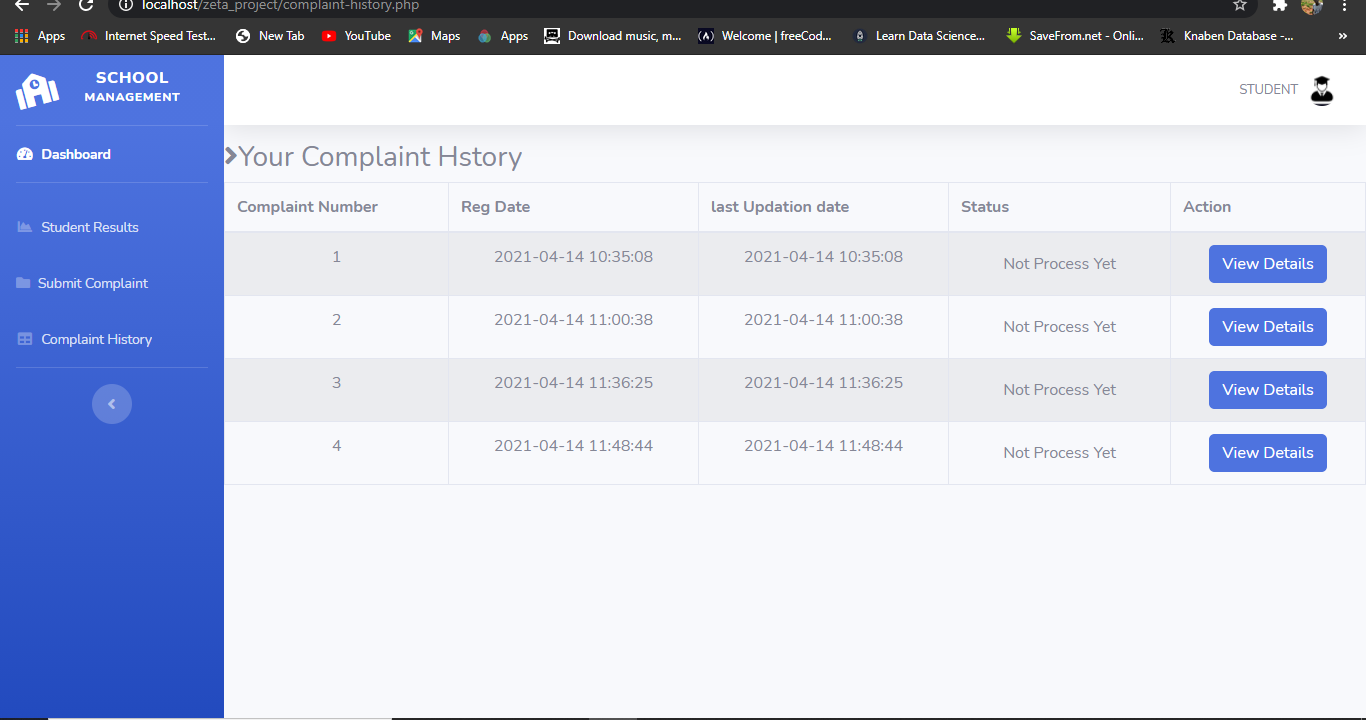 localhost/zeta_project/complaint-history.php
Apps Internet Speed Test... New Tab YouTube Maps Apps Download music, m... Welcome | freeCod... Learn Data Science... SaveFrom.net - Onli... Knaben Database -... »
SCHOOL
MANAGEMENT
STUDENT
Dashboard
Student Results
Submit Complaint
Complaint History
Your Complaint Hstory
Complaint Number Reg Date last Updation date Status Action
1 2021-04-14 10:35:08 2021-04-14 10:35:08 Not Process Yet View Details
2 2021-04-14 11:00:38 2021-04-14 11:00:38 Not Process Yet View Details
3 2021-04-14 11:36:25 2021-04-14 11:36:25 Not Process Yet View Details
4 2021-04-14 11:48:44 2021-04-14 11:48:44 Not Process Yet View Details